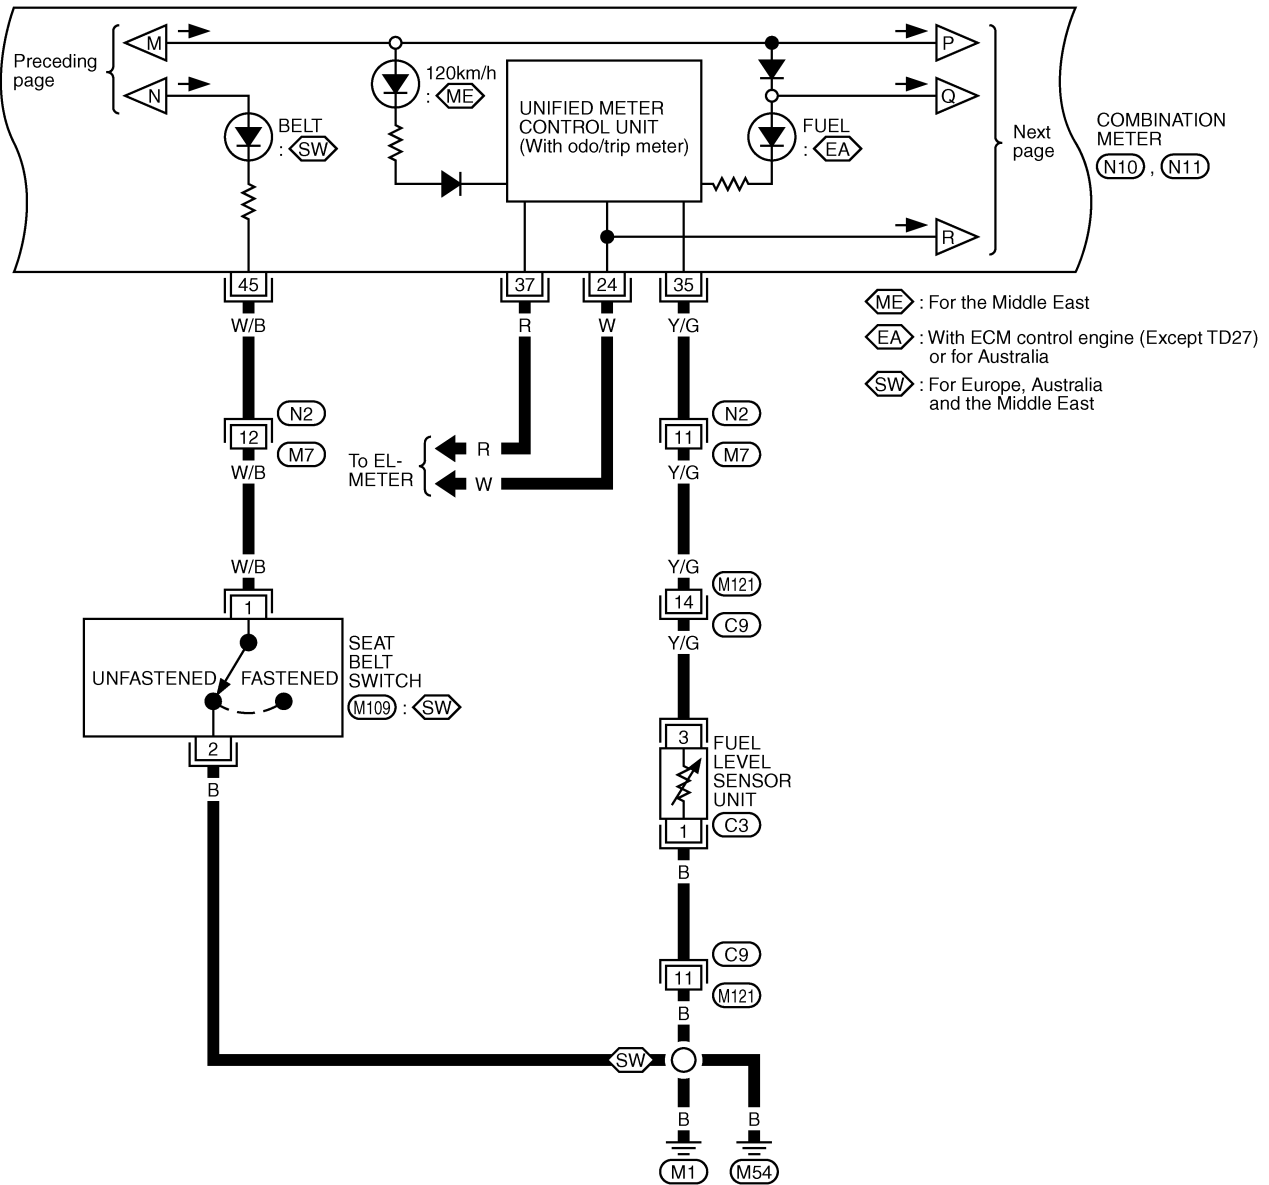 Preceding
page
M
N
120km/h
: ME
BELT
: SW
UNIFIED METER
CONTROL UNIT
(With odo/trip meter)
FUEL
: EA
P
Q
R
Next
page
COMBINATION
METER
N10 , N11
45
37
24
35
W/B
R
W
Y/G
ME : For the Middle East
EA : With ECM control engine (Except TD27)
or for Australia
SW : For Europe, Australia
and the Middle East
N2
12
M7
W/B
N2
11
M7
Y/G
To EL-
METER
R
W
W/B
Y/G
1
M121
14
C9
Y/G
UNFASTENED
FASTENED
SEAT
BELT
SWITCH
M109 : SW
2
B
3
FUEL
LEVEL
SENSOR
UNIT
1
C3
B
C9
11
M121
B
SW
B
B
M1
M54